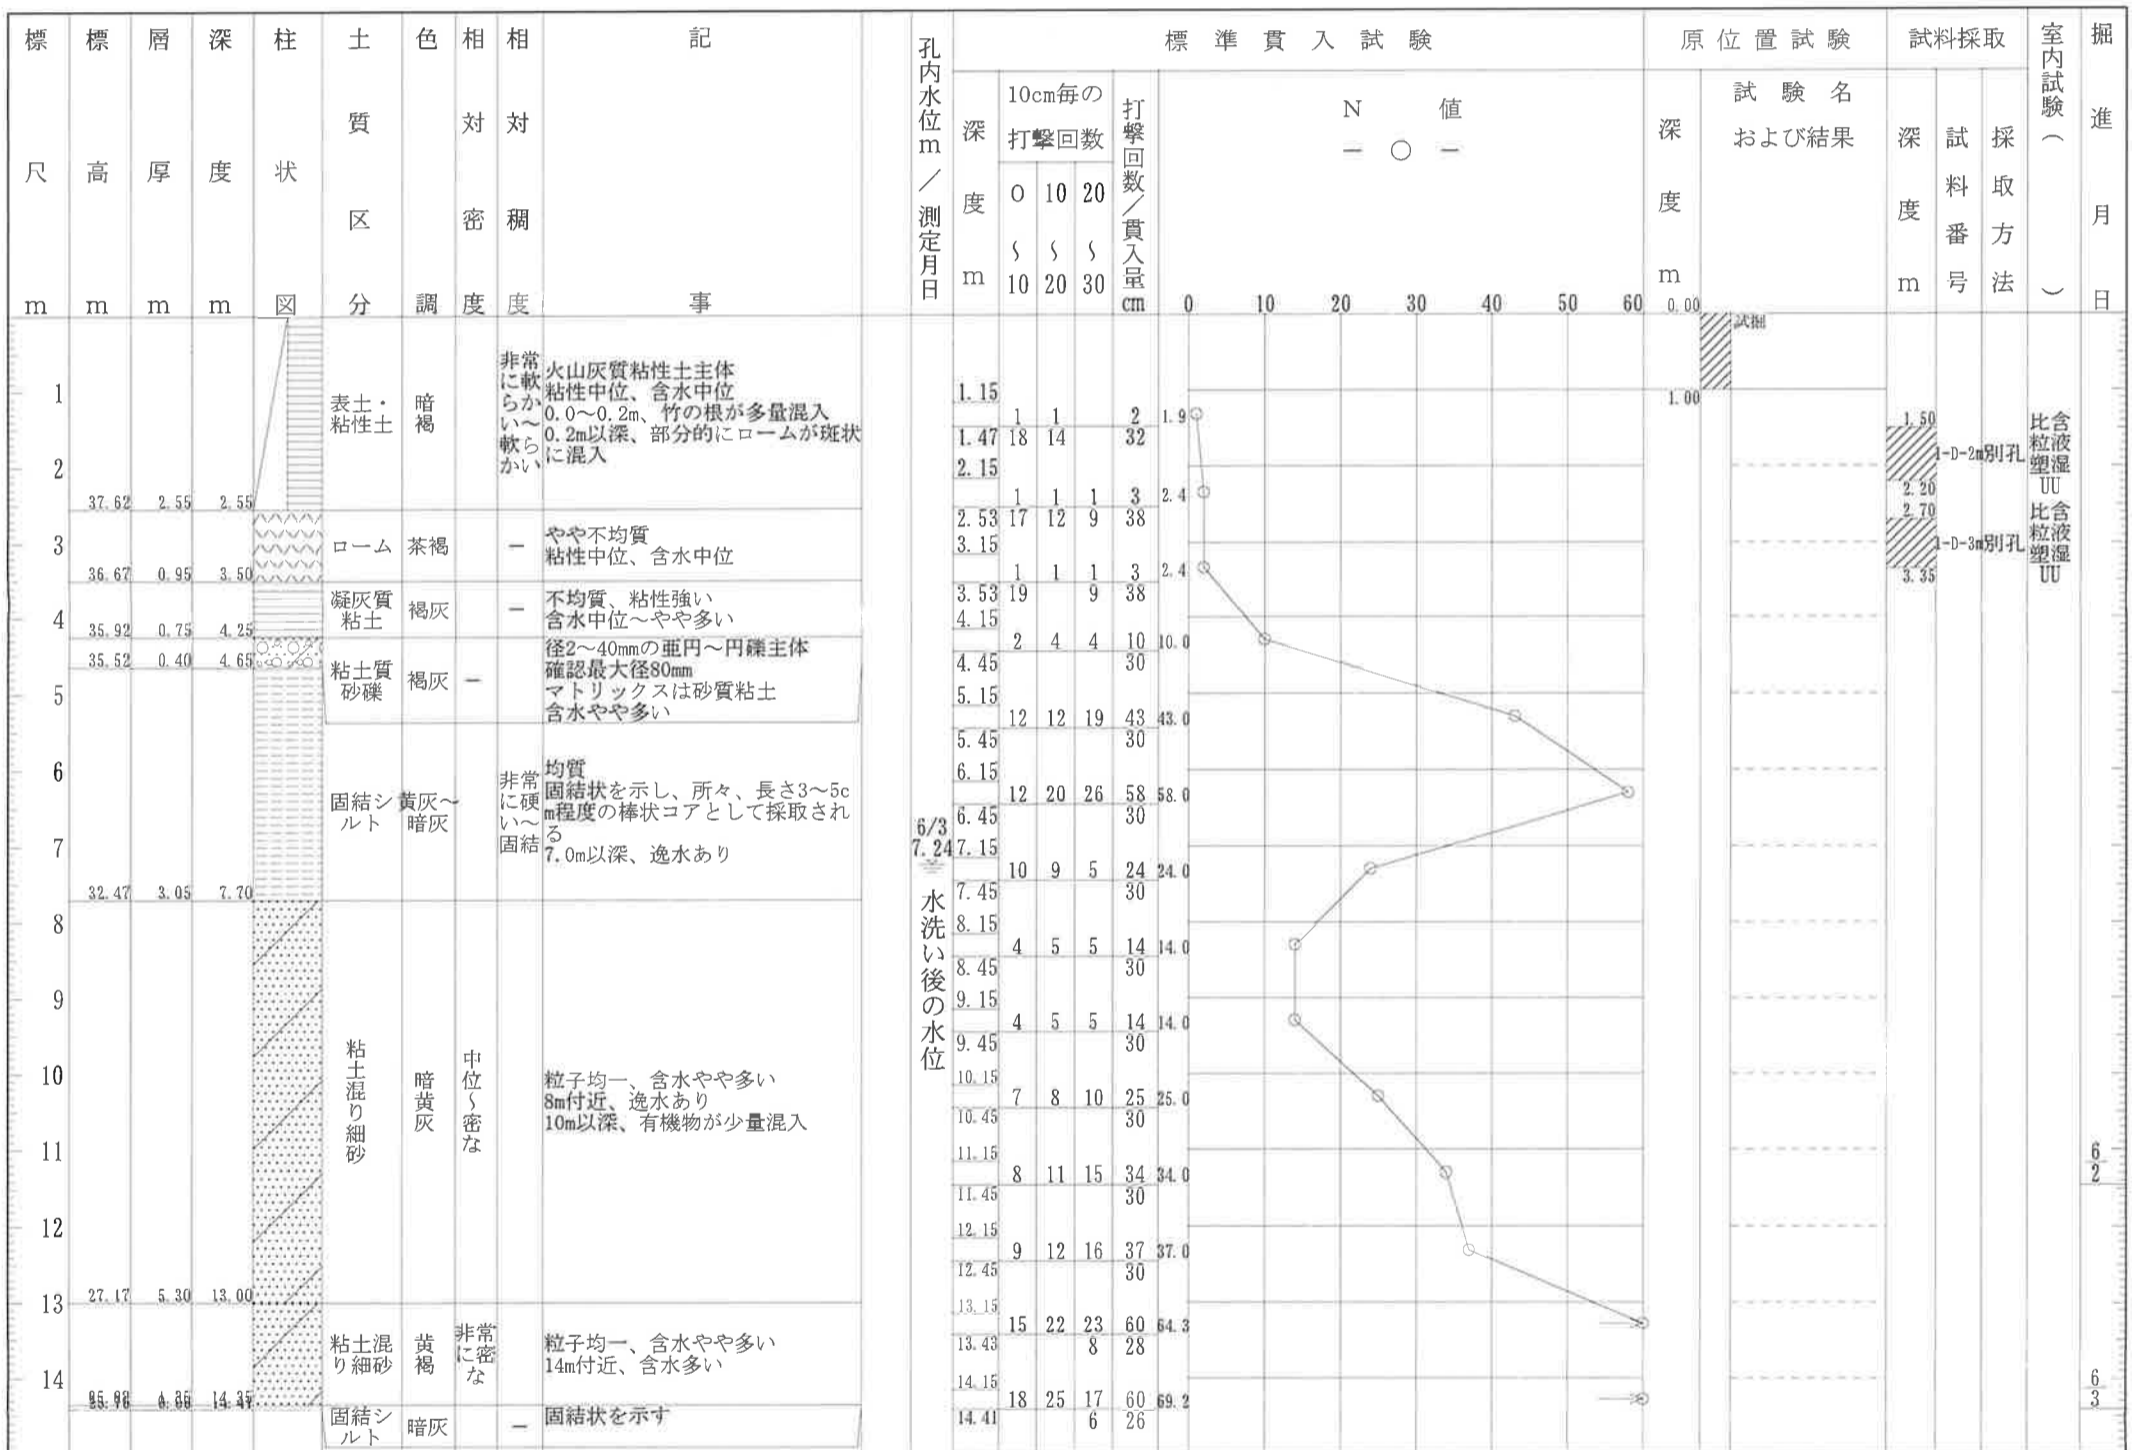 標尺m
標高m
層厚m
深度m
柱状図
土質区分
色調
相対密度
相対稠度
記事
孔内水位m／測定月日
標準貫入試験
深度m
10cm毎の
打撃回数
0～10
10～20
20～30
打撃回数／貫入量cm
N値
0 10 20 30 40 50 60
原位置試験
深度m
試験名
および結果
試料採取
深度m
試料番号
採取方法
室内試験（ ）
掘進月日
0.00
試掘
1.00
1
2
3
4
5
6
7
8
9
10
11
12
13
14
37.62 2.55 2.55
表土・
粘性土
暗褐
非常に軟らかい～軟らかい
火山灰質粘性土主体
粘性中位、含水中位
0.0～0.2m、竹の根が多量混入
0.2m以深、部分的にロームが斑状
に混入
36.67 0.95 3.50
ローム
茶褐
－
やや不均質
粘性中位、含水中位
35.92 0.75 4.25
凝灰質
粘土
褐灰
－
不均質、粘性強い
含水中位～やや多い
35.52 0.40 4.65
粘土質
砂礫
褐灰
－
径2～40mmの亜円～円礫主体
確認最大径80mm
マトリックスは砂質粘土
含水やや多い
32.47 3.05 7.70
固結シ
ルト
黄灰～
暗灰
非常に硬い～固結
均質
固結状を示し、所々、長さ3～5c
m程度の棒状コアとして採取され
る
7.0m以深、逸水あり
27.17 5.30 13.00
粘土混り細砂
暗黄灰
中位～密な
粒子均一、含水やや多い
8m付近、逸水あり
10m以深、有機物が少量混入
粘土混
り細砂
黄褐
非常に密な
粒子均一、含水やや多い
14m付近、含水多い
1.35 14.35
固結シ
ルト
暗灰
－
固結状を示す
6/3
7.24
水洗い後の水位
1.15
1 1 2 1.9
1.47 18 14 32
2.15
1 1 1 3 2.4
2.53 17 12 9 38
3.15
1 1 1 3 2.4
3.53 19 9 38
4.15
2 4 4 10 10.0
4.45 30
5.15
12 12 19 43 43.0
5.45 30
6.15
12 20 26 58 58.0
6.45 30
7.15
10 9 5 24 24.0
7.45 30
8.15
4 5 5 14 14.0
8.45 30
9.15
4 5 5 14 14.0
9.45 30
10.15
7 8 10 25 25.0
10.45 30
11.15
8 11 15 34 34.0
11.45 30
12.15
9 12 16 37 37.0
12.45 30
13.15
15 22 23 60 64.3
13.43 8 28
14.15
18 25 17 60 69.2
14.41 6 26
1.50
1-D-2m 別孔
2.20
比含
粒液
塑湿
UU
2.70
1-D-3m 別孔
3.35
比含
粒液
塑湿
UU
6
2
6
3